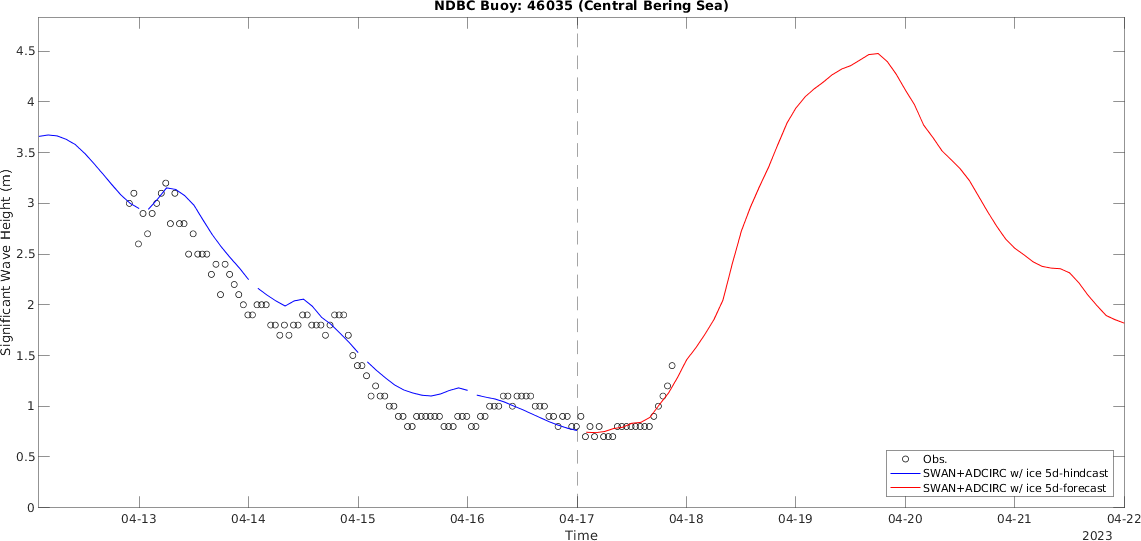 NDBC Buoy: 46035 (Central Bering Sea)
4.5
4
3.5
3
2.5
2
1.5
1
0.5
0
Significant Wave Height (m)
Obs.
SWAN+ADCIRC w/ ice 5d-hindcast
SWAN+ADCIRC w/ ice 5d-forecast
04-13 04-14 04-15 04-16 04-17 04-18 04-19 04-20 04-21 04-22
Time
2023